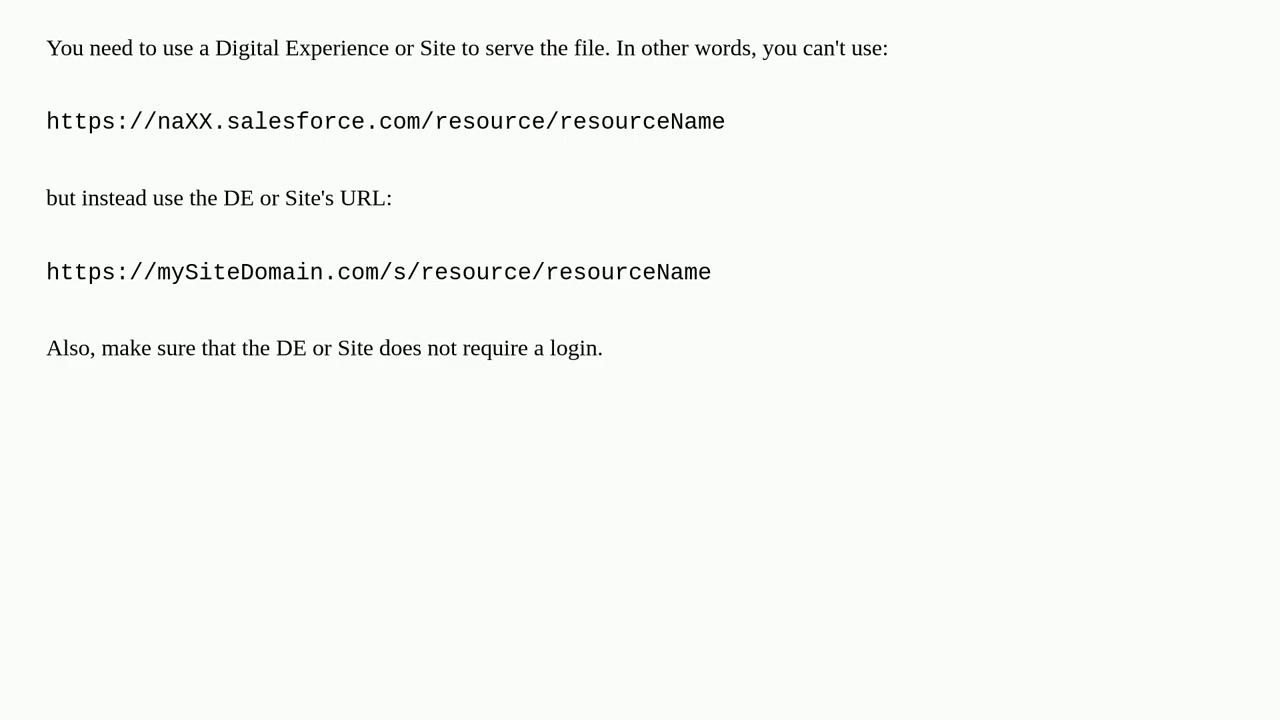 You need to use a Digital Experience or Site to serve the file. In other words, you can't use:
https://naXX.salesforce.com/resource/resourceName
but instead use the DE or Site's URL:
https://mySiteDomain.com/s/resource/resourceName
Also, make sure that the DE or Site does not require a login.